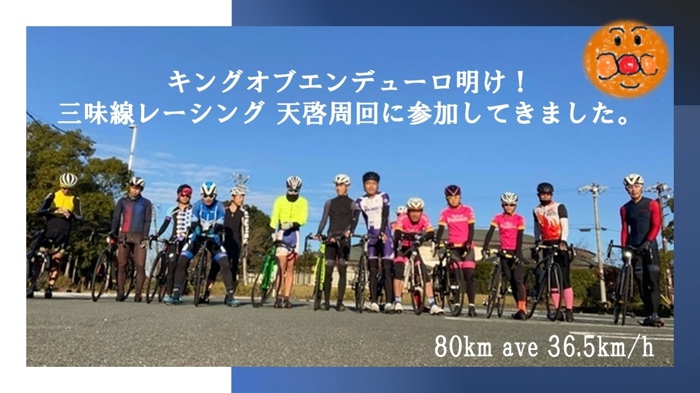 キングオブエンデューロ明け！
三味線レーシング 天啓周回に参加してきました。
80km ave 36.5km/h